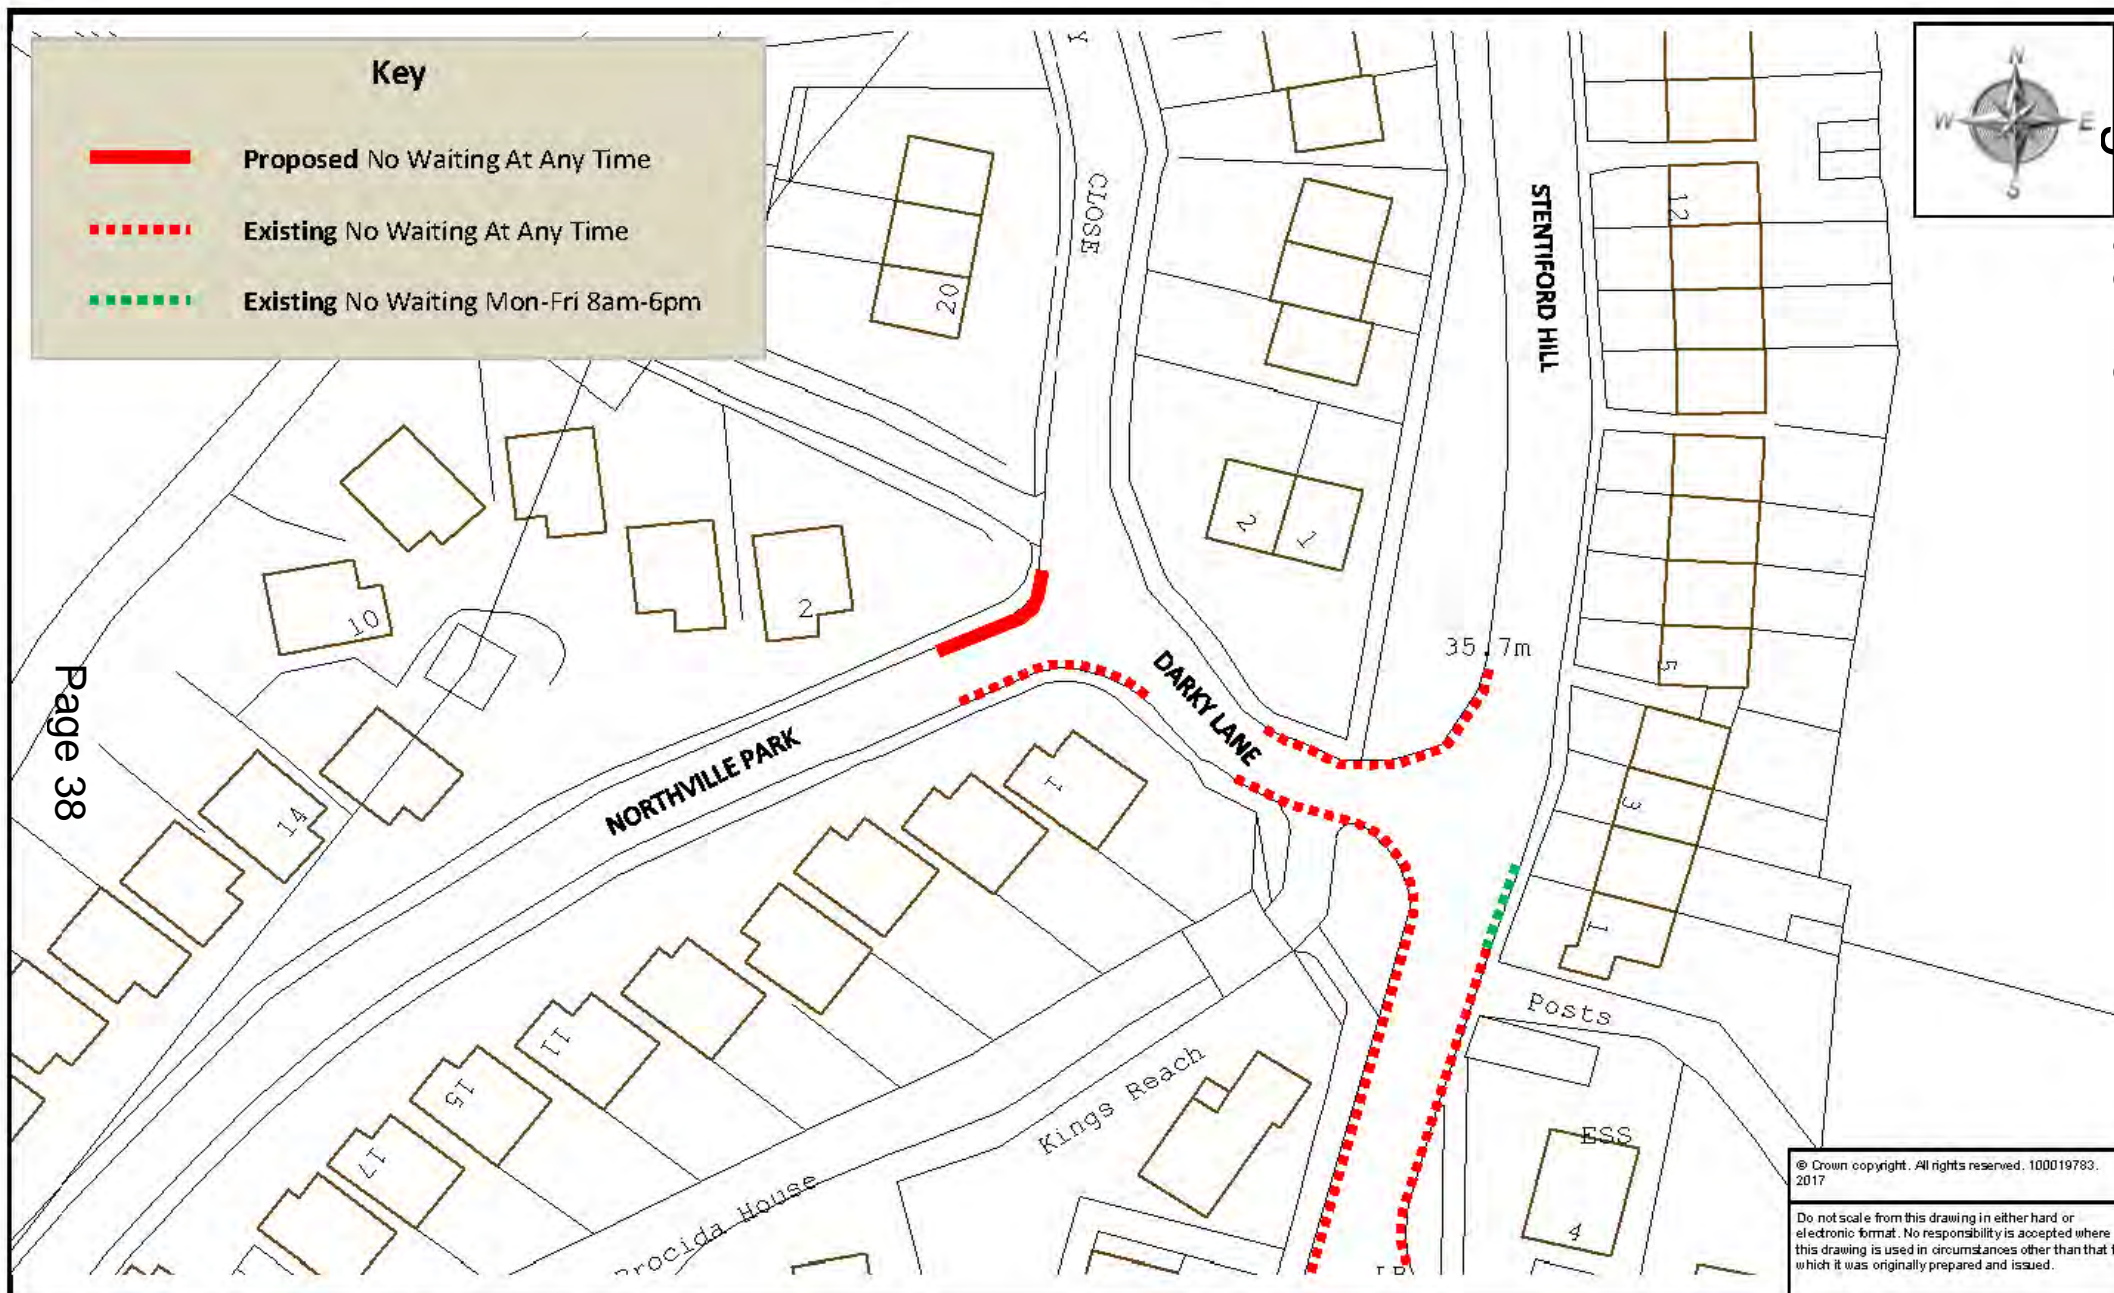 Key
Proposed No Waiting At Any Time
Existing No Waiting At Any Time
Existing No Waiting Mon-Fri 8am-6pm
N
W
E
S
Y
CLOSE
STENTIFORD HILL
12
20
2
1
10
2
35.7m
5
DARKY LANE
Page 38
NORTHVILLE PARK
1
14
3
1
11
15
17
Posts
Kings Reach
Procida House
ESS
4
© Crown copyright. All rights reserved. 100019783.
2017
Do not scale from this drawing in either hard or
electronic format. No responsibility is accepted where
this drawing is used in circumstances other than that
which it was originally prepared and issued.